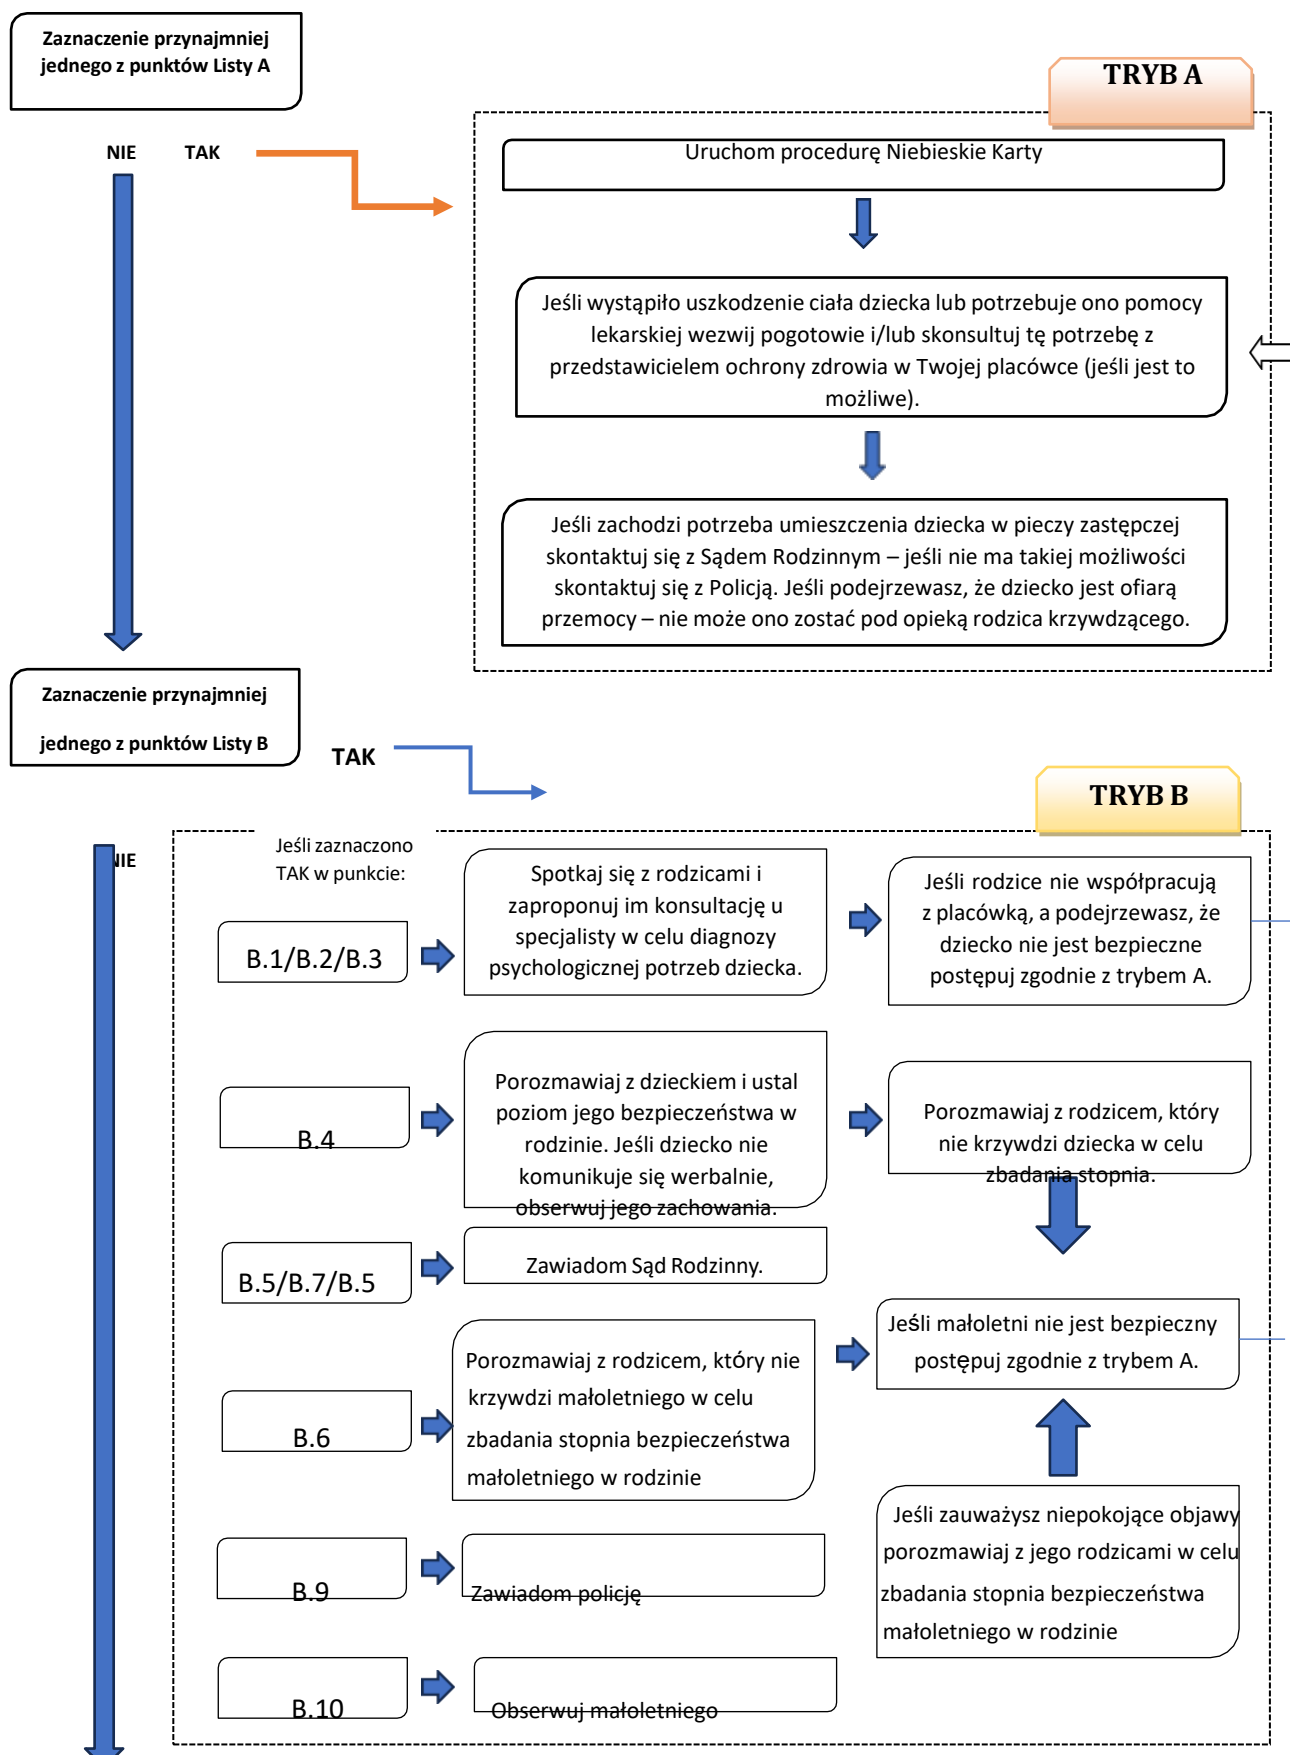 Zaznaczenie przynajmniej
jednego z punktów Listy A
TRYB A
NIE TAK
Uruchom procedurę Niebieskie Karty
Jeśli wystąpiło uszkodzenie ciała dziecka lub potrzebuje ono pomocy
lekarskiej wezwij pogotowie i/lub skonsultuj tę potrzebę z
przedstawicielem ochrony zdrowia w Twojej placówce (jeśli jest to
możliwe).
Jeśli zachodzi potrzeba umieszczenia dziecka w pieczy zastępczej
skontaktuj się z Sądem Rodzinnym – jeśli nie ma takiej możliwości
skontaktuj się z Policją. Jeśli podejrzewasz, że dziecko jest ofiarą
przemocy – nie może ono zostać pod opieką rodzica krzywdzącego.
Zaznaczenie przynajmniej
jednego z punktów Listy B
TAK
TRYB B
NIE
Jeśli zaznaczono
TAK w punkcie:
B.1/B.2/B.3
Spotkaj się z rodzicami i
zaproponuj im konsultację u
specjalisty w celu diagnozy
psychologicznej potrzeb dziecka.
Jeśli rodzice nie współpracują
z placówką, a podejrzewasz, że
dziecko nie jest bezpieczne
postępuj zgodnie z trybem A.
B.4
Porozmawiaj z dzieckiem i ustal
poziom jego bezpieczeństwa w
rodzinie. Jeśli dziecko nie
komunikuje się werbalnie,
obserwuj jego zachowania.
Porozmawiaj z rodzicem, który
nie krzywdzi dziecka w celu
zbadania stopnia.
B.5/B.7/B.5
Zawiadom Sąd Rodzinny.
Jeśli małoletni nie jest bezpieczny
postępuj zgodnie z trybem A.
B.6
Porozmawiaj z rodzicem, który nie
krzywdzi małoletniego w celu
zbadania stopnia bezpieczeństwa
małoletniego w rodzinie
Jeśli zauważysz niepokojące objawy
porozmawiaj z jego rodzicami w celu
zbadania stopnia bezpieczeństwa
małoletniego w rodzinie
B.9
Zawiadom policję
B.10
Obserwuj małoletniego